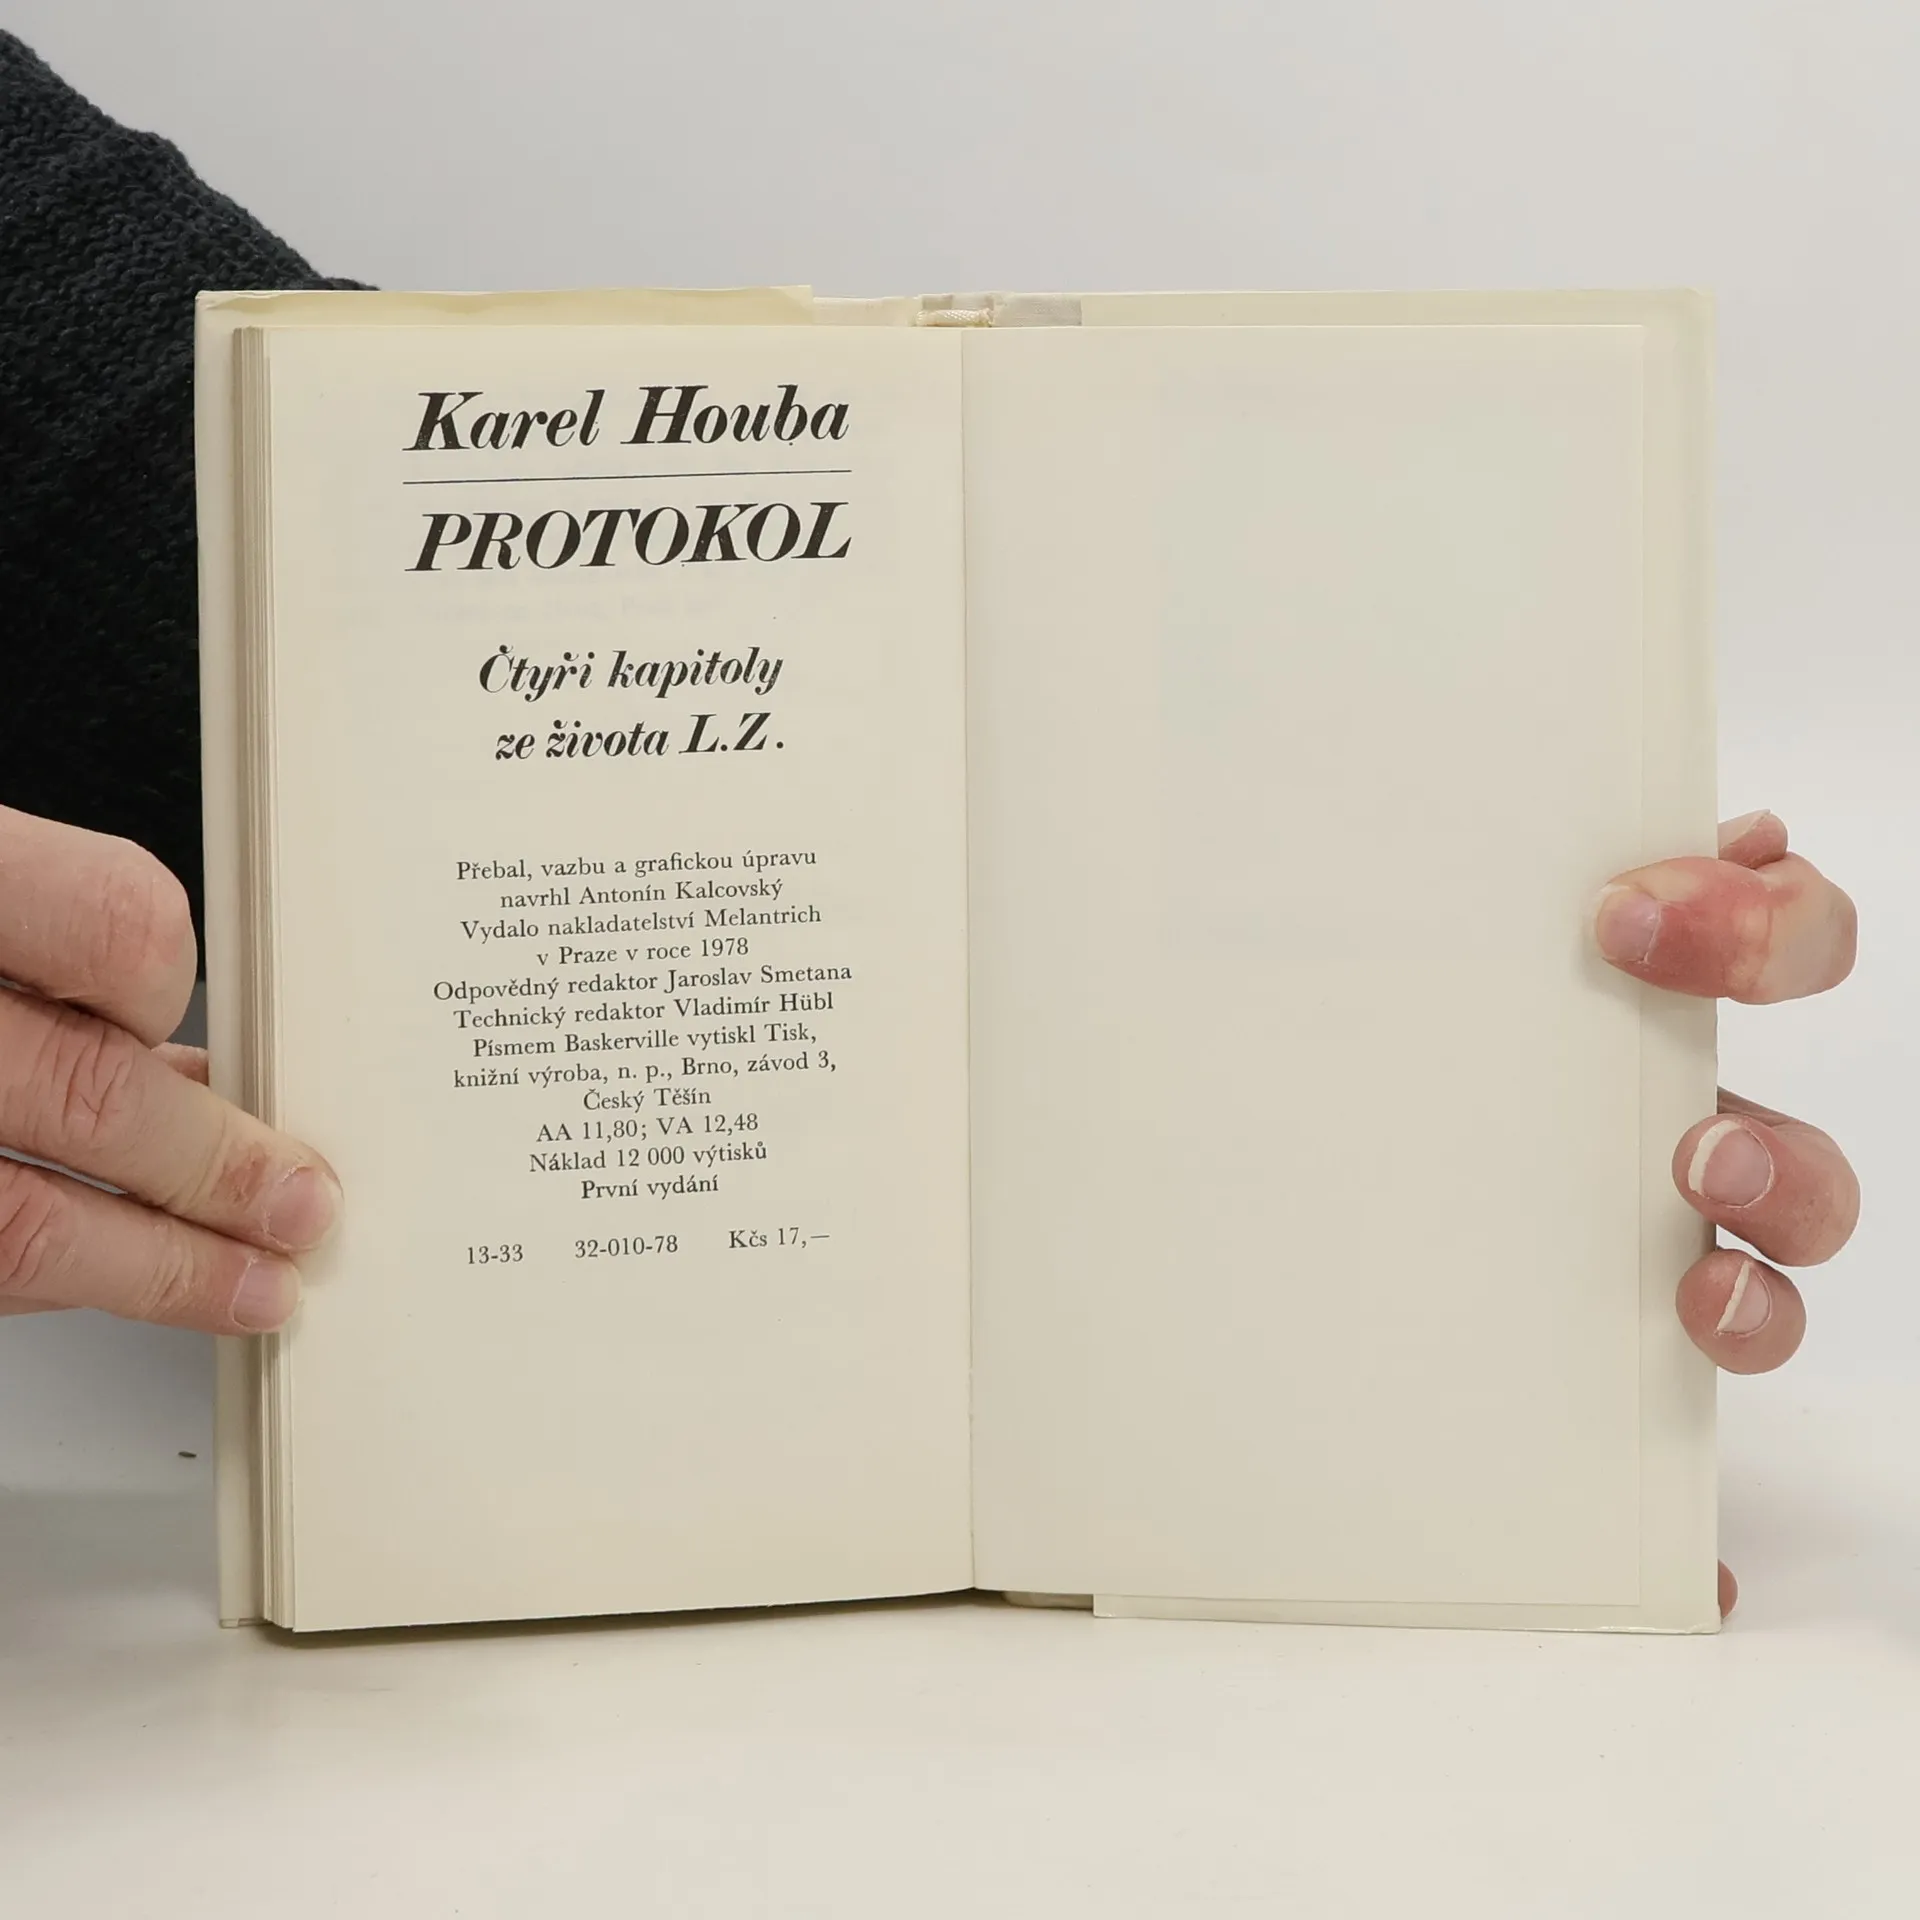 Karel Houba
PROTOKOL
Čtyři kapitoly
ze života L.Z.
Přebal, vazbu a grafickou úpravu
navrhl Antonín Kalcovský
Vydalo nakladatelství Melantrich
v Praze v roce 1978
Odpovědný redaktor Jaroslav Smetana
Technický redaktor Vladimír Hübl
Písmem Baskerville vytiskl Tisk,
knižní výroba, n. p., Brno, závod 3,
Český Těšín
AA 11,80; VA 12,48
Náklad 12 000 výtisků
První vydání
13-33 32-010-78 Kčs 17,—